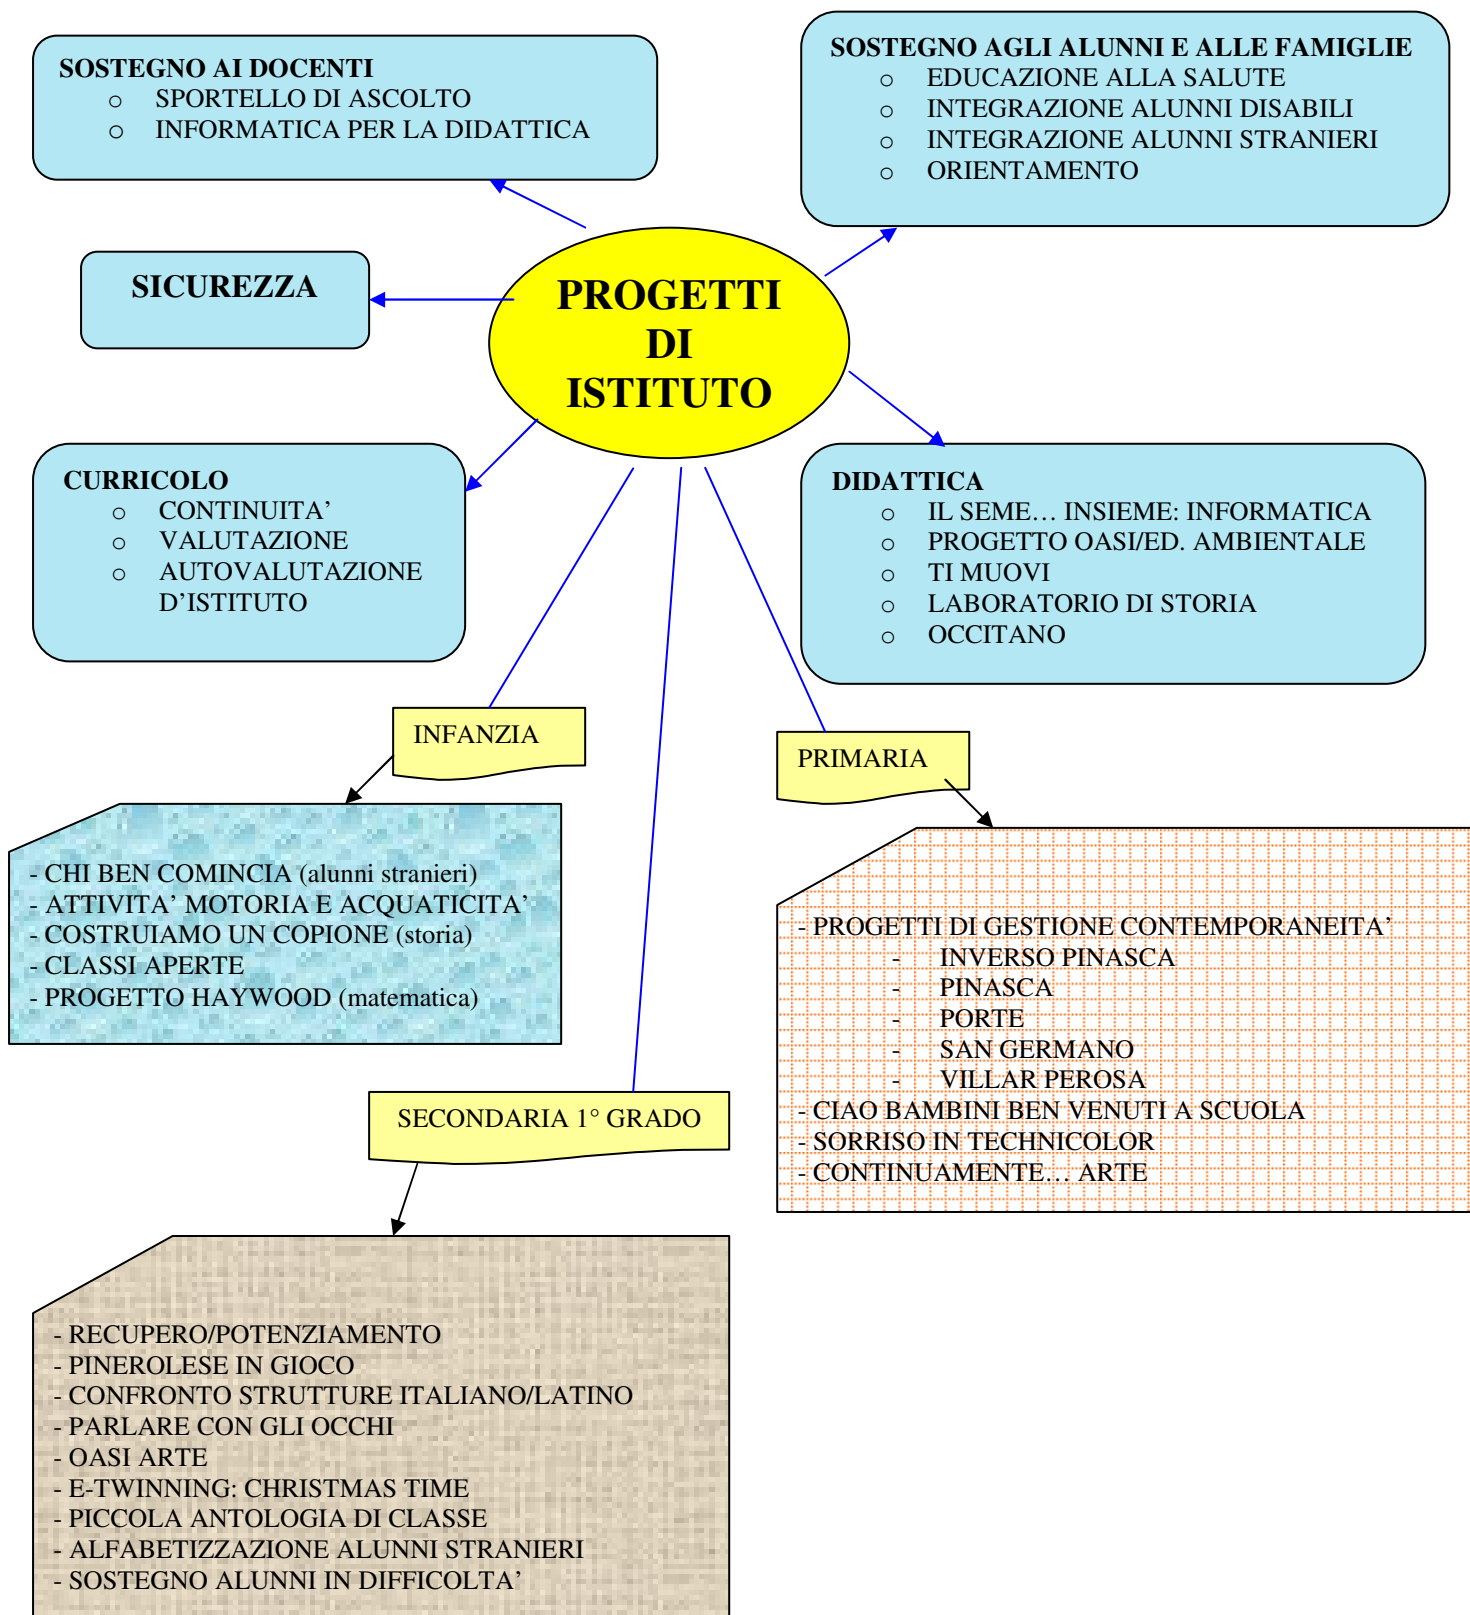 SOSTEGNO AI DOCENTI
o SPORTELLO DI ASCOLTO
o INFORMATICA PER LA DIDATTICA
SOSTEGNO AGLI ALUNNI E ALLE FAMIGLIE
o EDUCAZIONE ALLA SALUTE
o INTEGRAZIONE ALUNNI DISABILI
o INTEGRAZIONE ALUNNI STRANIERI
o ORIENTAMENTO
SICUREZZA
PROGETTI
DI
ISTITUTO
CURRICOLO
o CONTINUITA’
o VALUTAZIONE
o AUTOVALUTAZIONE
D’ISTITUTO
DIDATTICA
o IL SEME… INSIEME: INFORMATICA
o PROGETTO OASI/ED. AMBIENTALE
o TI MUOVI
o LABORATORIO DI STORIA
o OCCITANO
INFANZIA
PRIMARIA
- CHI BEN COMINCIA (alunni stranieri)
- ATTIVITA’ MOTORIA E ACQUATICITA’
- COSTRUIAMO UN COPIONE (storia)
- CLASSI APERTE
- PROGETTO HAYWOOD (matematica)
- PROGETTI DI GESTIONE CONTEMPORANEITA’
- INVERSO PINASCA
- PINASCA
- PORTE
- SAN GERMANO
- VILLAR PEROSA
- CIAO BAMBINI BEN VENUTI A SCUOLA
- SORRISO IN TECHNICOLOR
- CONTINUAMENTE… ARTE
SECONDARIA 1° GRADO
- RECUPERO/POTENZIAMENTO
- PINEROLESE IN GIOCO
- CONFRONTO STRUTTURE ITALIANO/LATINO
- PARLARE CON GLI OCCHI
- OASI ARTE
- E-TWINNING: CHRISTMAS TIME
- PICCOLA ANTOLOGIA DI CLASSE
- ALFABETIZZAZIONE ALUNNI STRANIERI
- SOSTEGNO ALUNNI IN DIFFICOLTA’